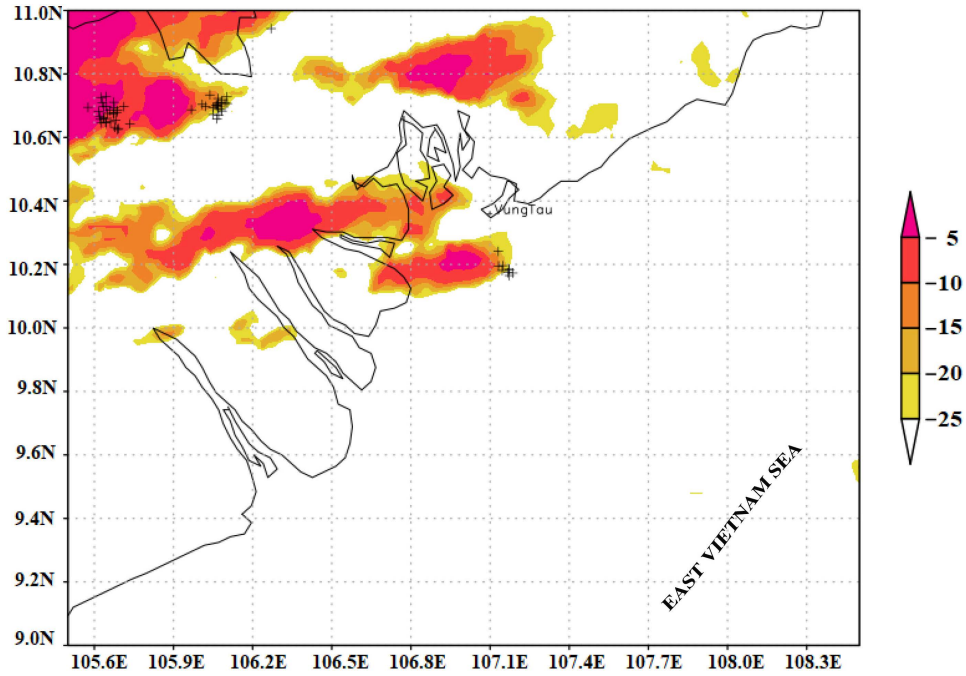 11.0N
10.8N
10.6N
10.4N
10.2N
10.0N
9.8N
9.6N
9.4N
9.2N
9.0N
VungTau
EAST VIETNAM SEA
105.6E 105.9E 106.2E 106.5E 106.8E 107.1E 107.4E 107.7E 108.0E 108.3E
-5
-10
-15
-20
-25